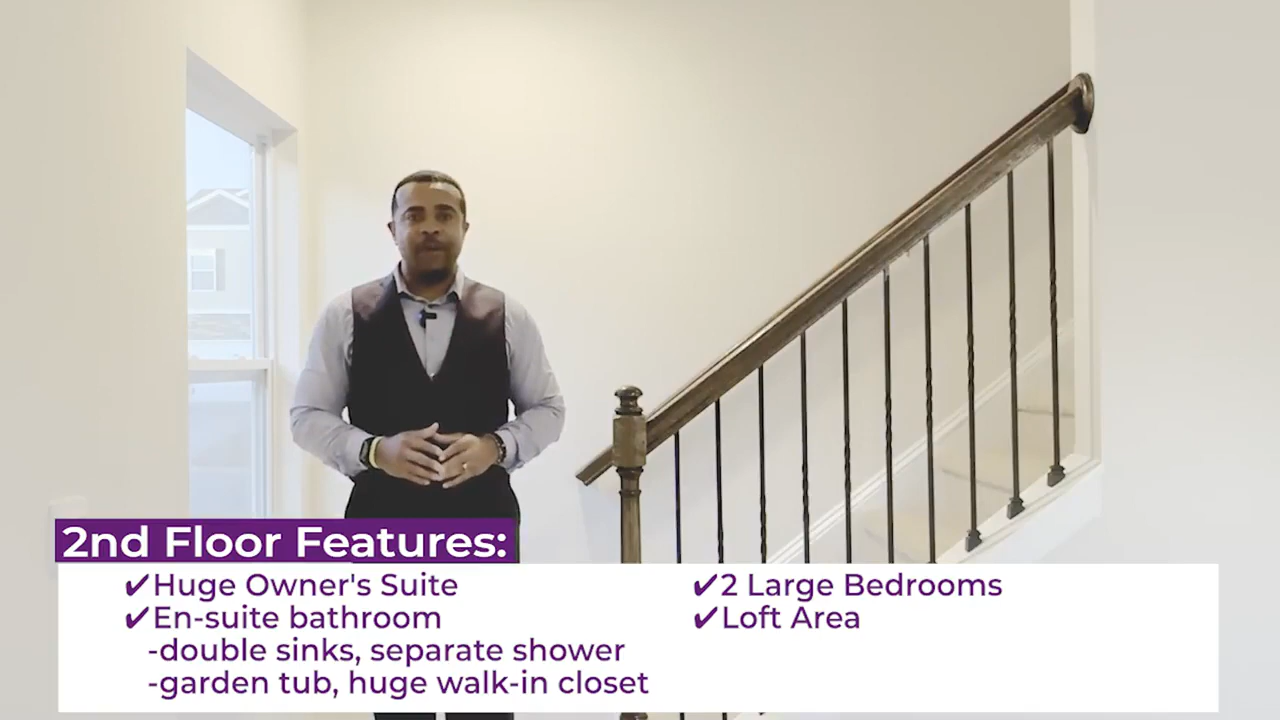 2nd Floor Features:
✔Huge Owner's Suite
✔En-suite bathroom
-double sinks, separate shower
-garden tub, huge walk-in closet
✔2 Large Bedrooms
✔Loft Area